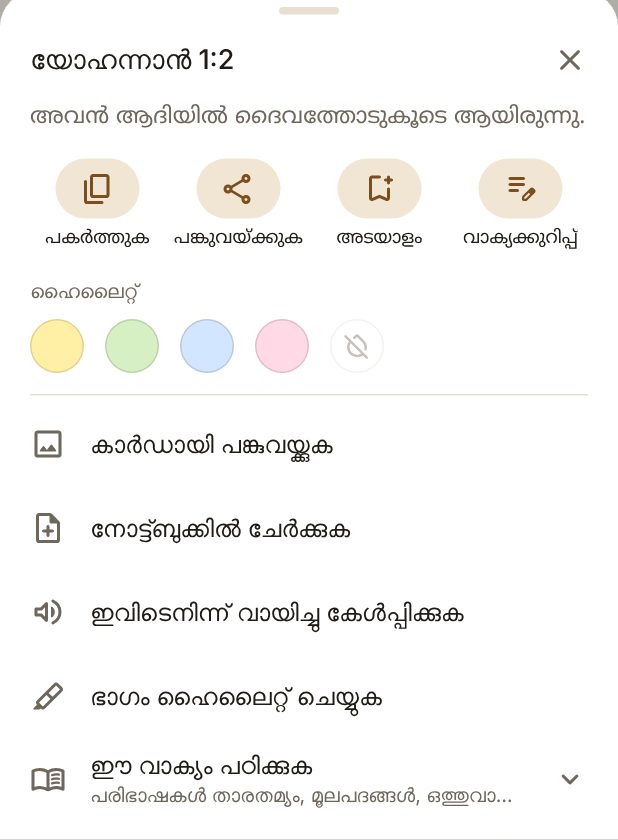 യോഹന്നാൻ 1:2
അവൻ ആദിയിൽ ദൈവത്തോടുകൂടെ ആയിരുന്നു.
പകർത്തുക
പങ്കുവയ്ക്കുക
അടയാളം
വാക്യക്കുറിപ്പ്
ഹൈലൈറ്റ്
കാർഡായി പങ്കുവയ്ക്കുക
നോട്ട്ബുക്കിൽ ചേർക്കുക
ഇവിടെനിന്ന് വായിച്ചു കേൾപ്പിക്കുക
ഭാഗം ഹൈലൈറ്റ് ചെയ്യുക
ഈ വാക്യം പഠിക്കുക
പരിഭാഷകൾ താരതമ്യം, മൂലപദങ്ങൾ, ഒത്തുവാ...